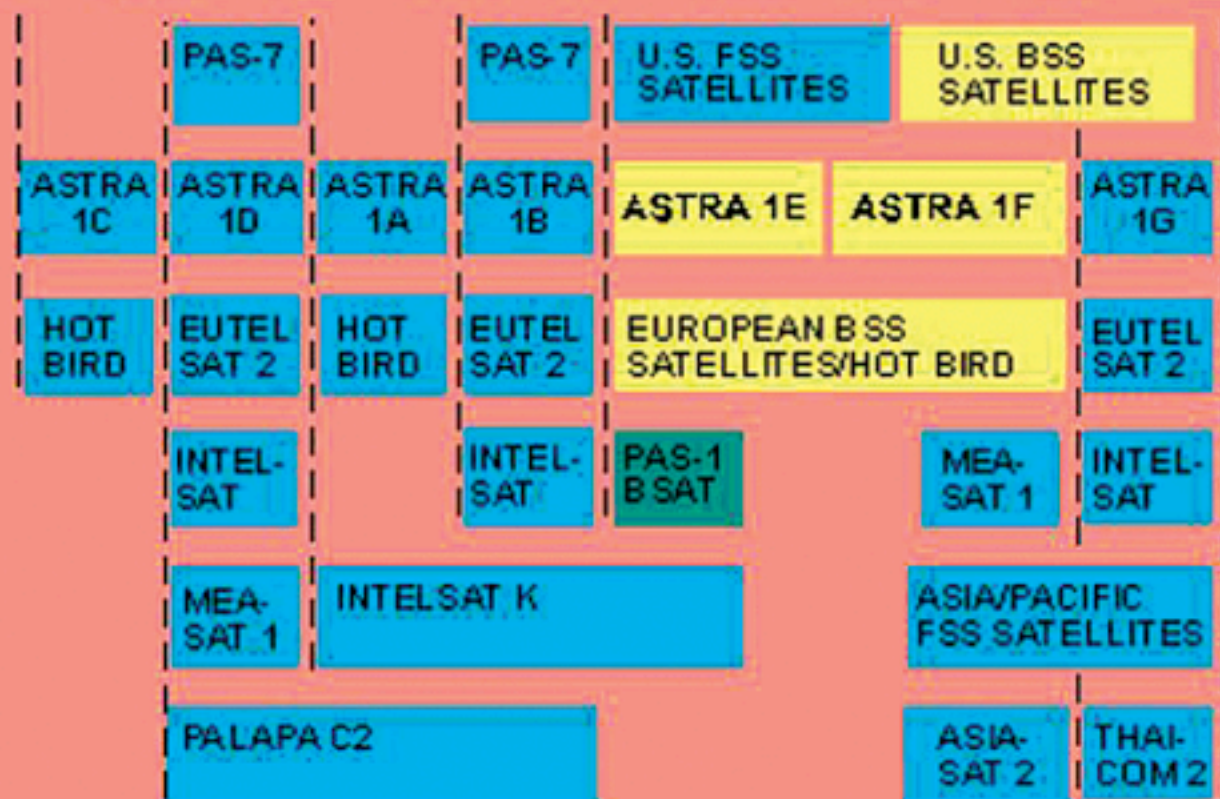 PAS-7
PAS-7
U.S. FSS
SATELLITES
U.S. BSS
SATELLITES
ASTRA
1C
ASTRA
1D
ASTRA
1A
ASTRA
1B
ASTRA 1E
ASTRA 1F
ASTRA
1G
HOT
BIRD
EUTEL
SAT 2
HOT
BIRD
EUTEL
SAT 2
EUROPEAN BSS
SATELLITES/HOT BIRD
EUTEL
SAT 2
INTEL-
SAT
INTEL-
SAT
PAS-1
B SAT
MEA-
SAT 1
INTEL-
SAT
MEA-
SAT 1
INTELSAT K
ASIA/PACIFIC
FSS SATELLITES
PALAPA C2
ASIA-
SAT 2
THAI-
COM 2